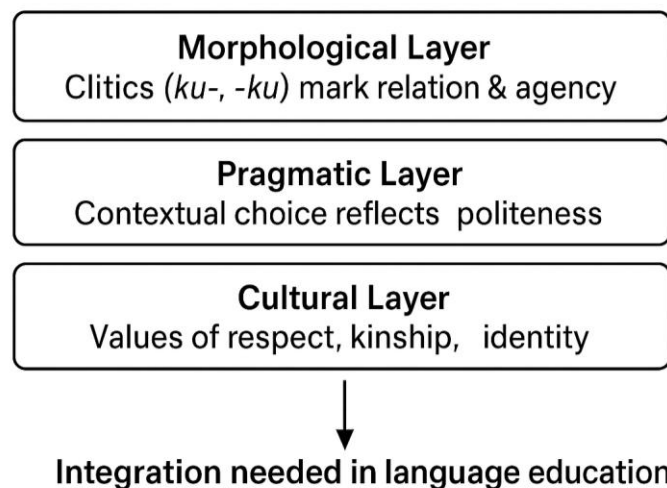 Morphological Layer
Clitics (ku-, -ku) mark relation & agency
Pragmatic Layer
Contextual choice reflects politeness
Cultural Layer
Values of respect, kinship, identity
Integration needed in language education